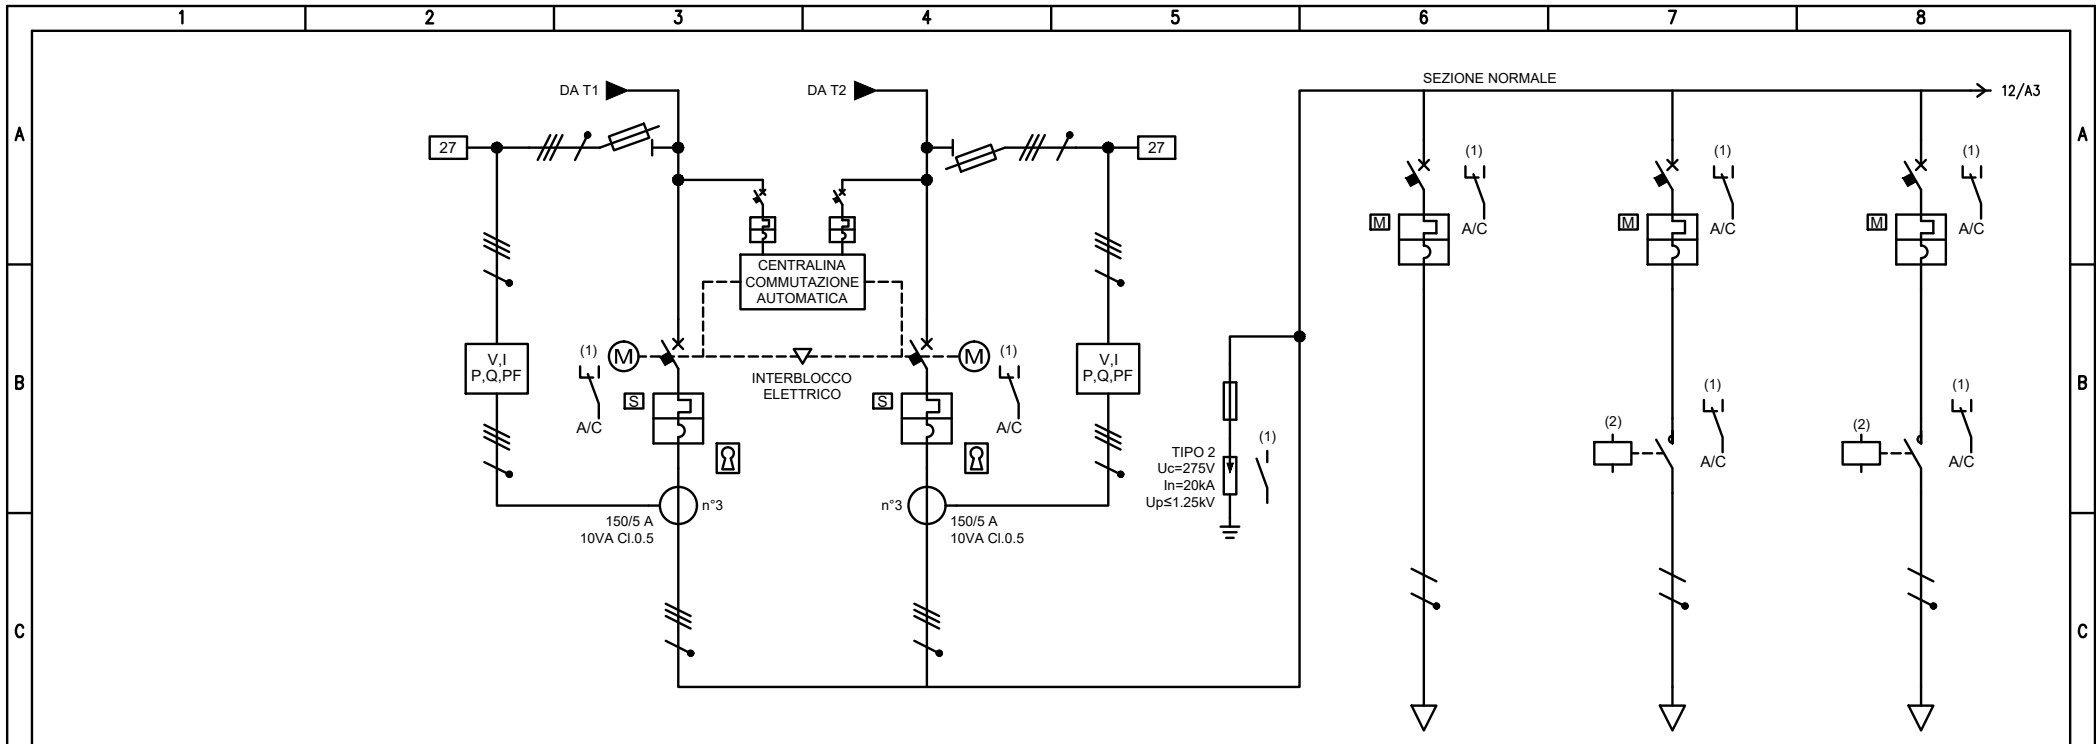 1 2 3 4 5 6 7 8
SEZIONE NORMALE
DA T1
DA T2
12/A3
A
A
27
27
(1)
(1)
(1)
M
A/C
M
A/C
M
A/C
CENTRALINA
COMMUTAZIONE
AUTOMATICA
V,I
P,Q,PF
(1)
M
M
(1)
V,I
P,Q,PF
INTERBLOCCO
ELETTRICO
B
B
S
A/C
S
A/C
(1)
(1)
(2)
A/C
(2)
A/C
TIPO 2
Uc=275V
In=20kA
Up≤1.25kV
(1)
n°3
150/5 A
10VA Cl.0.5
n°3
150/5 A
10VA Cl.0.5
C
C